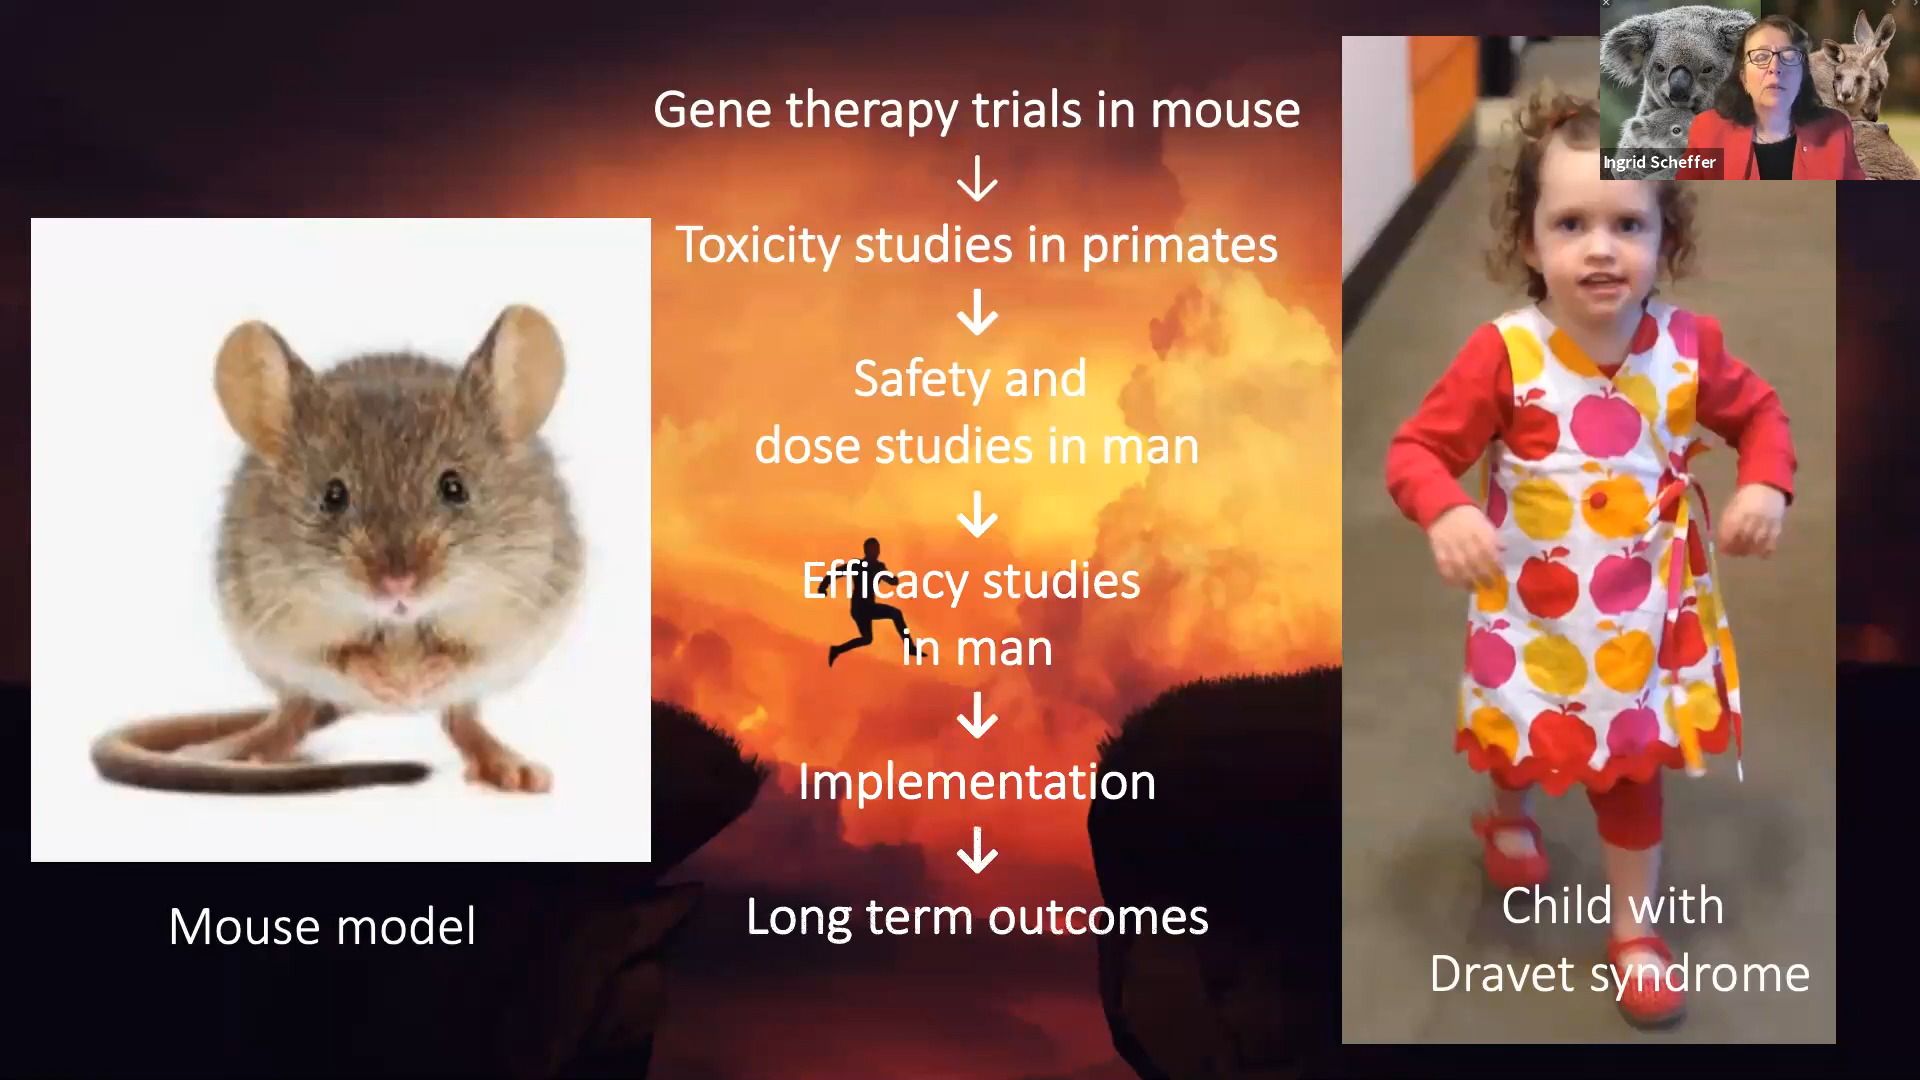 Gene therapy trials in mouse
Toxicity studies in primates
Safety and
dose studies in man
Efficacy studies
in man
Implementation
Long term outcomes
Mouse model
Child with
Dravet syndrome
Ingrid Scheffer